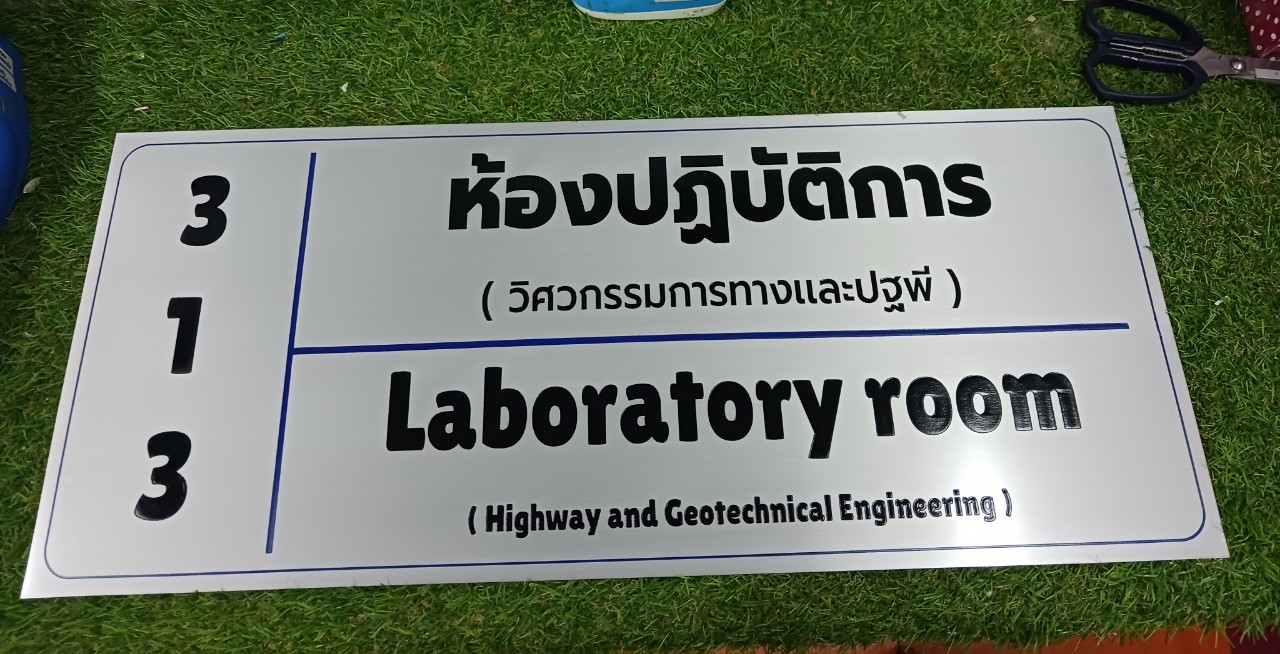 3
1
3
ห้องปฏิบัติการ
( วิศวกรรมการทางและปฐพี )
Laboratory room
( Highway and Geotechnical Engineering )